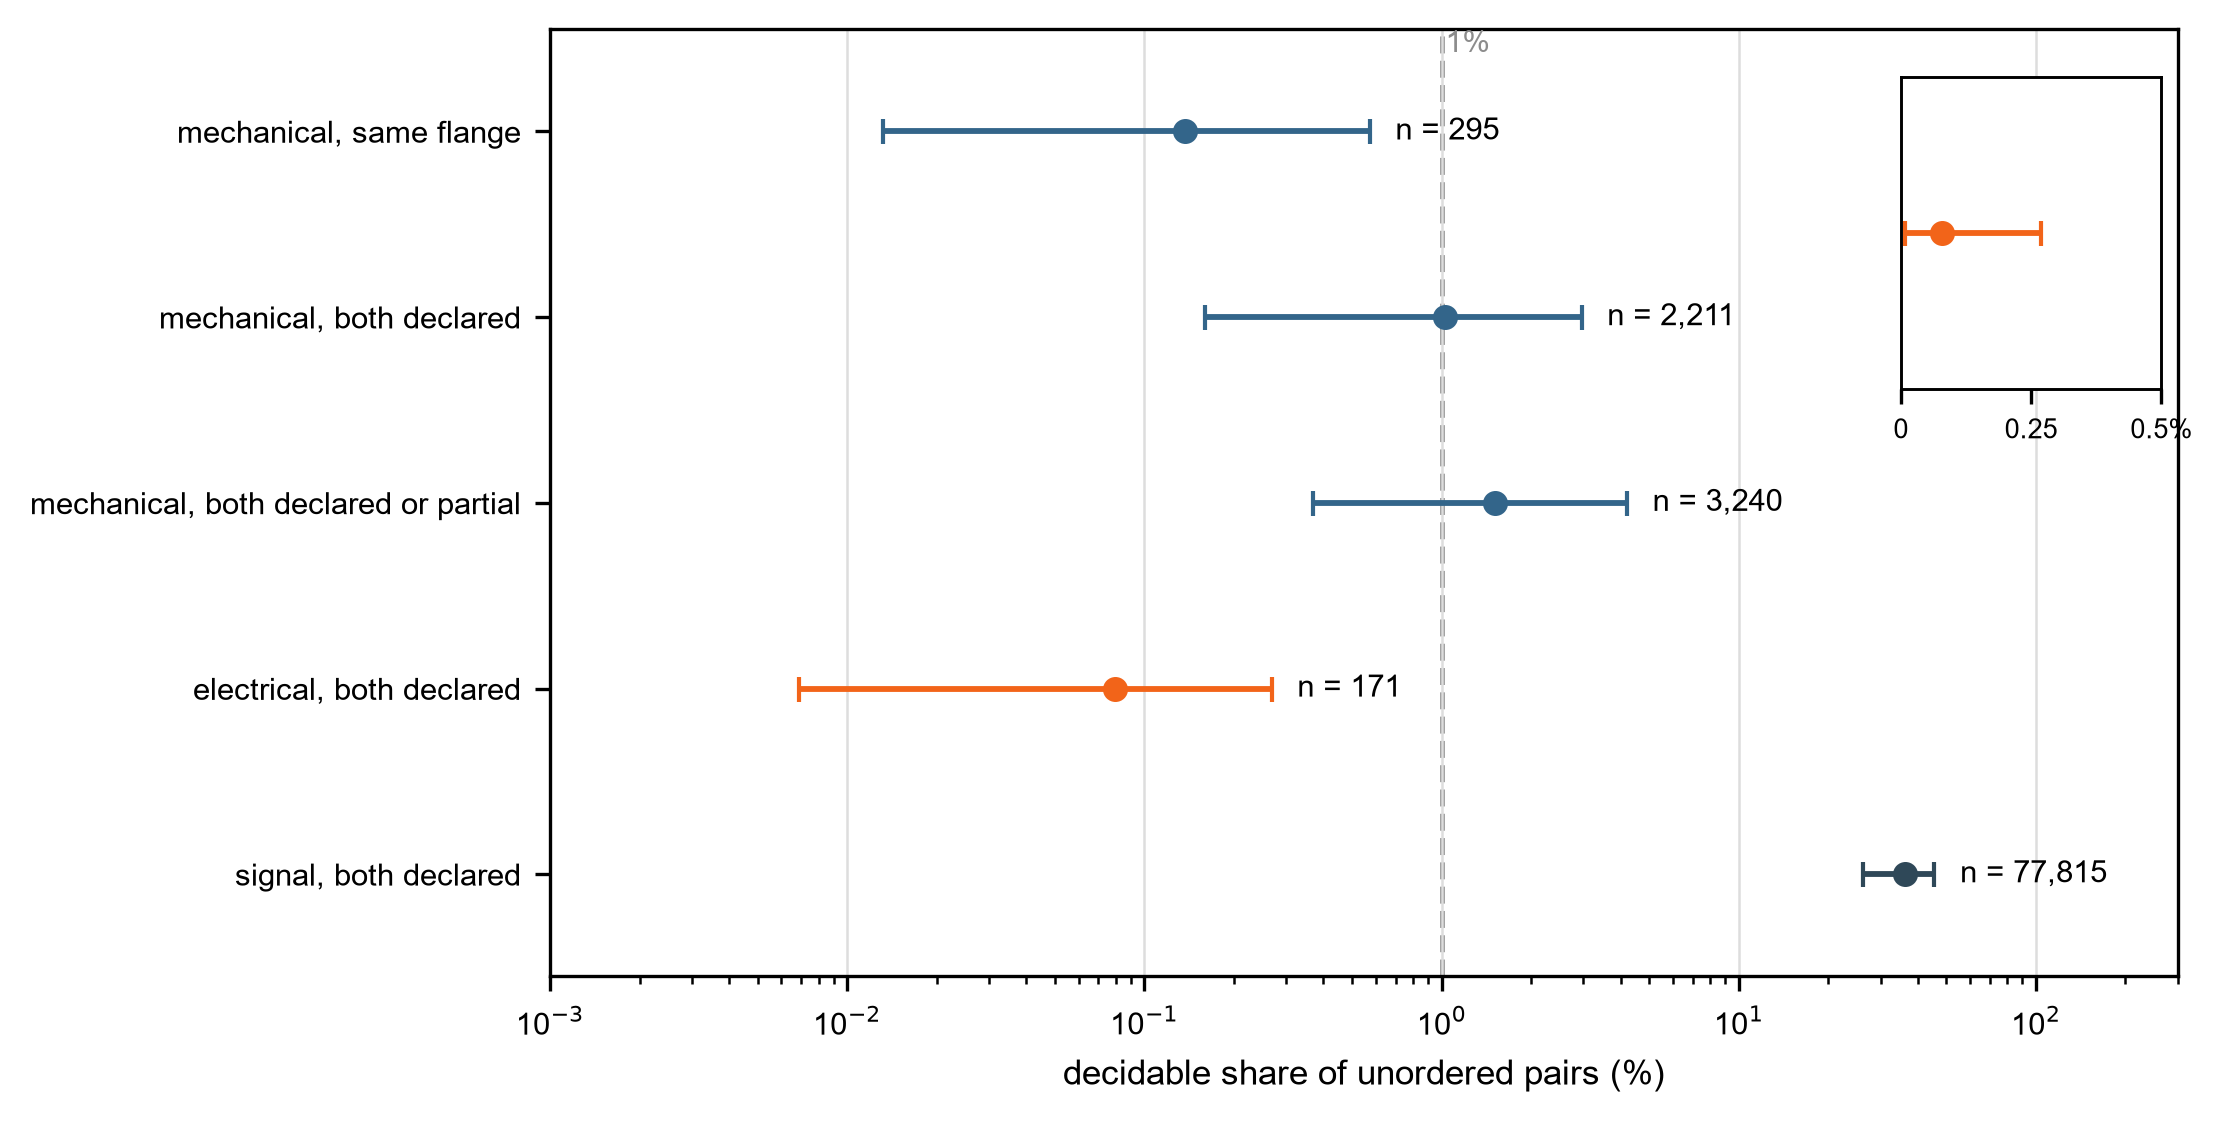 1%
mechanical, same flange
n = 295
mechanical, both declared
n = 2,211
0
0.25
0.5%
mechanical, both declared or partial
n = 3,240
electrical, both declared
n = 171
signal, both declared
n = 77,815
10⁻³
10⁻²
10⁻¹
10⁰
10¹
10²
decidable share of unordered pairs (%)